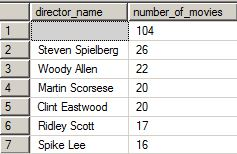 director_name number_of_movies
1 104
2 Steven Spielberg 26
3 Woody Allen 22
4 Martin Scorsese 20
5 Clint Eastwood 20
6 Ridley Scott 17
7 Spike Lee 16